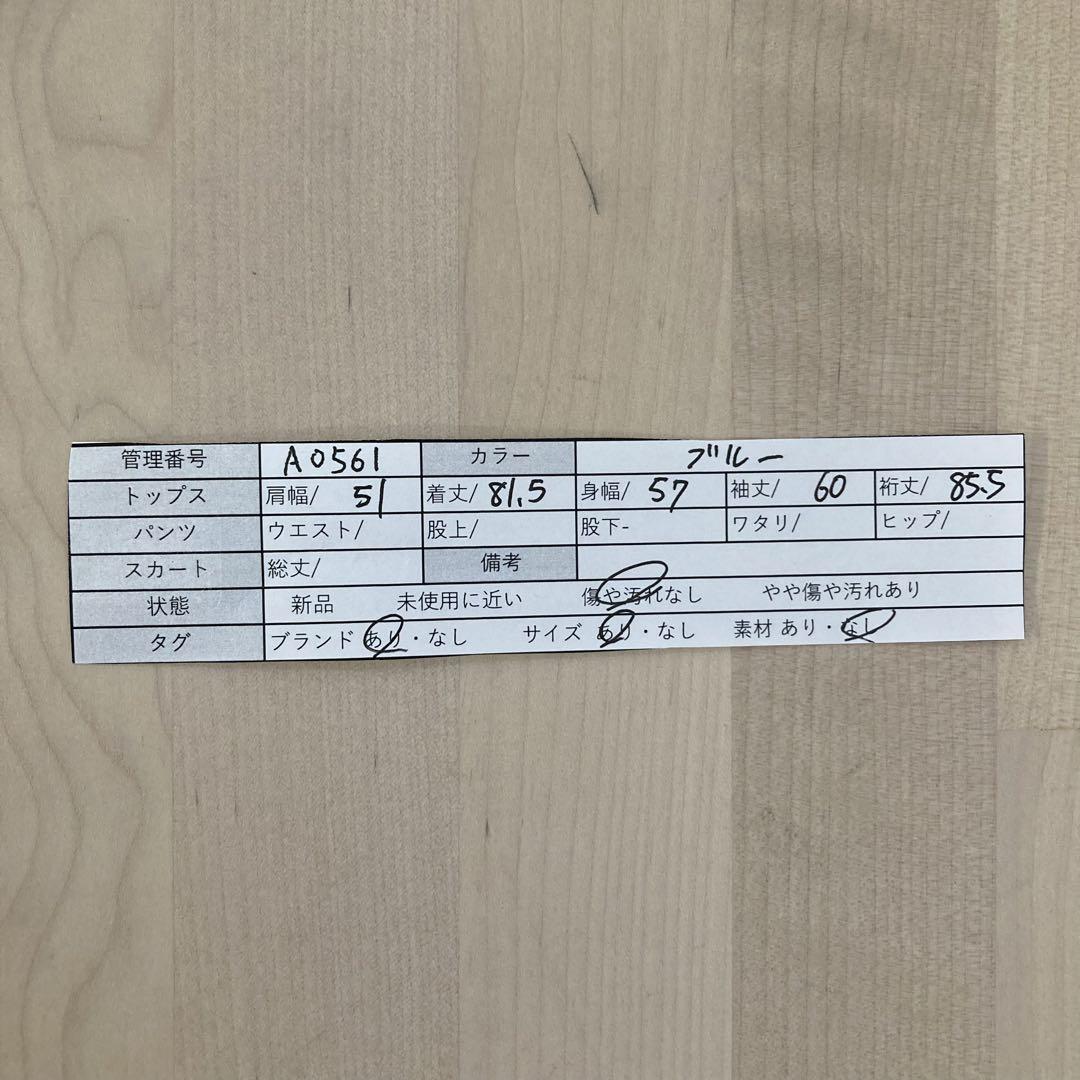 管理番号 A0561 カラー ブルー
トップス 肩幅/ 51 着丈/ 81.5 身幅/ 57 袖丈/ 60 裄丈/ 85.5
パンツ ウエスト/ 股上/ 股下- ワタリ/ ヒップ/
スカート 総丈/ 備考
状態 新品 未使用に近い 傷や汚れなし やや傷や汚れあり
タグ ブランド あり・なし サイズ あり・なし 素材 あり・なし